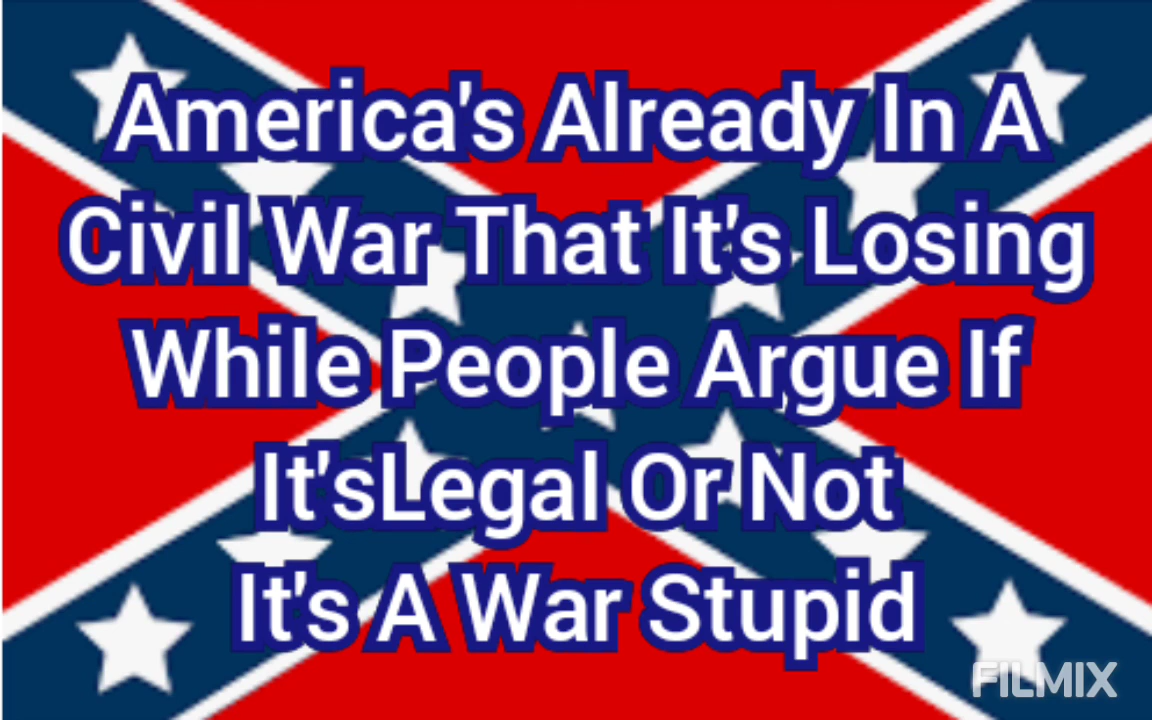 America's Already In A
Civil War That It's Losing
While People Argue If
It'sLegal Or Not
It's A War Stupid
FILMIX